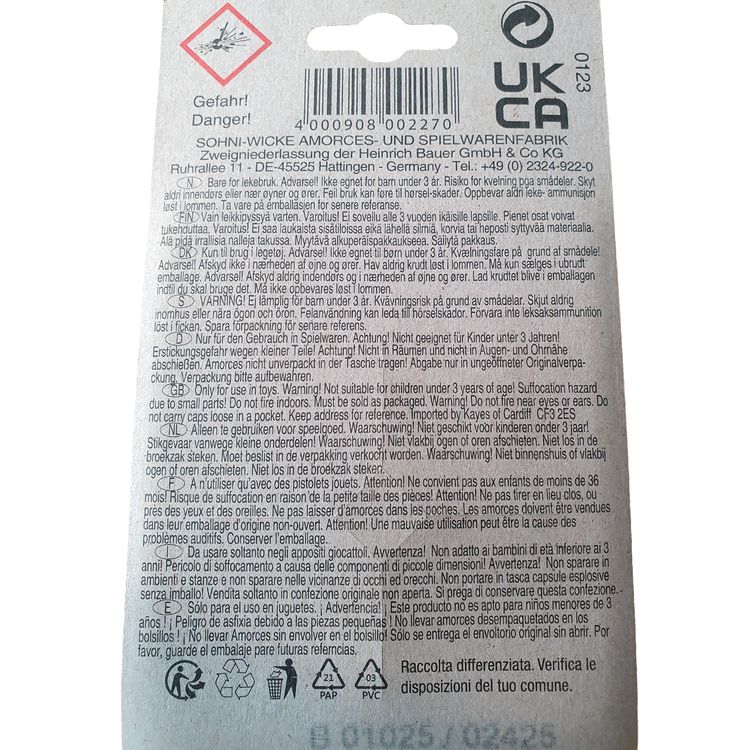 Gefahr!
Danger!
4 000908 002270
UK
CA
0123
SOHNI-WICKE AMORCES- UND SPIELWARENFABRIK
Zweigniederlassung der Heinrich Bauer GmbH & Co KG
Ruhrallee 11 - DE-45525 Hattingen - Germany - Tel.: +49 (0) 2324-922-0
N Bare for lekebruk. Advarsel! Ikke egnet for barn under 3 år. Risiko for kvelning pga smådeler. Skyt
aldri innendørs eller nær øyner og ører. Feil bruk kan føre til hørsel-skader. Oppbevar aldri leke- ammunisjon
løst i lommen. Ta vare på emballasjen for senere referanse.
FIN Vain leikkipyssyä varten. Varoitus! Ei sovellu alle 3 vuoden ikäisille lapsille. Pienet osat voivat
tukehduttaa. Varoitus! Ei saa laukaista sisätiloissa eikä lähellä silmiä, korvia tai heposti syttyvää materiaalia.
Älä pidä irrallisia nalleja takussa. Myytävä alkuperäispakkaukseea. Säilytä pakkaus.
DK Kun til brug i legetøj. Advarsel! Ikke egnet til børn under 3 år. Kvælningsfare på grund af smådele!
Advarsel! Afskyd ikke i nærheden af øjne og ører. Hav aldrig krudt løst i lommen. Må kun sælges i ubrudt
emballage. Advarsel! Afskyd aldrig indendørs og i nærheden af øjne og ører. Lad krudtet blive i emballagen
indtil du skal bruge det. Må ikke opbevares løst i lommen.
S VARNING! Ej lämplig för barn under 3 år. Kvävningsrisk på grund av smådelar. Skjut aldrig
inomhus eller nära ögon och öron. Felanvändning kan leda till hörselskador. Förvara inte leksaksammunition
löst i fickan. Spara förpackning för senare referens.
D Nur für den Gebrauch in Spielwaren. Achtung! Nicht geeignet für Kinder unter 3 Jahren!
Erstickungsgefahr wegen kleiner Teile! Achtung! Nicht in Räumen und nicht in Augen- und Ohrnähe
abschießen. Amorces nicht unverpackt in der Tasche tragen! Abgabe nur in ungeöffneter Originalverpa-
ckung. Verpackung bitte aufbewahren.
GB Only for use in toys. Warning! Not suitable for children under 3 years of age! Suffocation hazard
due to small parts! Do not fire indoors. Must be sold as packaged. Warning! Do not fire near eyes or ears. Do
not carry caps loose in a pocket. Keep address for reference. Imported by Kayes of Cardiff CF3 2ES
NL Alleen te gebruiken voor speelgoed. Waarschuwing! Niet geschikt voor kinderen onder 3 jaar!
Stikgevaar vanwege kleine onderdelen! Waarschuwing! Niet vlakbij ogen of oren afschieten. Niet los in de
broekzak steken. Moet beslist in de verpakking verkocht worden. Waarschuwing! Niet binnenshuis of vlakbij
ogen of oren afschieten. Niet los in de broekzak steken.
F A n'utiliser qu'avec des pistolets jouets. Attention! Ne convient pas aux enfants de moins de 36
mois! Risque de suffocation en raison de la petite taille des pièces! Attention! Ne pas tirer en lieu clos, ou
près des yeux et des oreilles. Ne pas laisser d'amorces dans les poches. Les amorces doivent être vendues
dans leur emballage d'origine non-ouvert. Attention! Une mauvaise utilisation peut être la cause des
problèmes auditifs. Conserver l'emballage.
I Da usare soltanto negli appositi giocattoli. Avvertenza! Non adatto ai bambini di età inferiore ai 3
anni! Pericolo di soffocamento a causa delle componenti di piccole dimensioni! Avvertenza! Non sparare in
ambienti e stanze e non sparare nelle vicinanze di occhi ed orecchi. Non portare in tasca capsule esplosive
senza imballo! Vendita soltanto in confezione originale non aperta. Si prega di conservare questa confezione.
E Sólo para el uso en juguetes. ¡ Advertencia! ¡ Este producto no es apto para niños menores de 3
años ! ¡ Peligro de asfixia debido a las piezas pequeñas ! No llevar amorces desempaquetados en los
bolsillos ! ¡ No llevar Amorces sin envolver en el bolsillo! Sólo se entrega el envoltorio original sin abrir. Por
favor, guarde el embalaje para futuras referncias.
21
PAP
03
PVC
Raccolta differenziata. Verifica le
disposizioni del tuo comune.
B 01025 / 02425